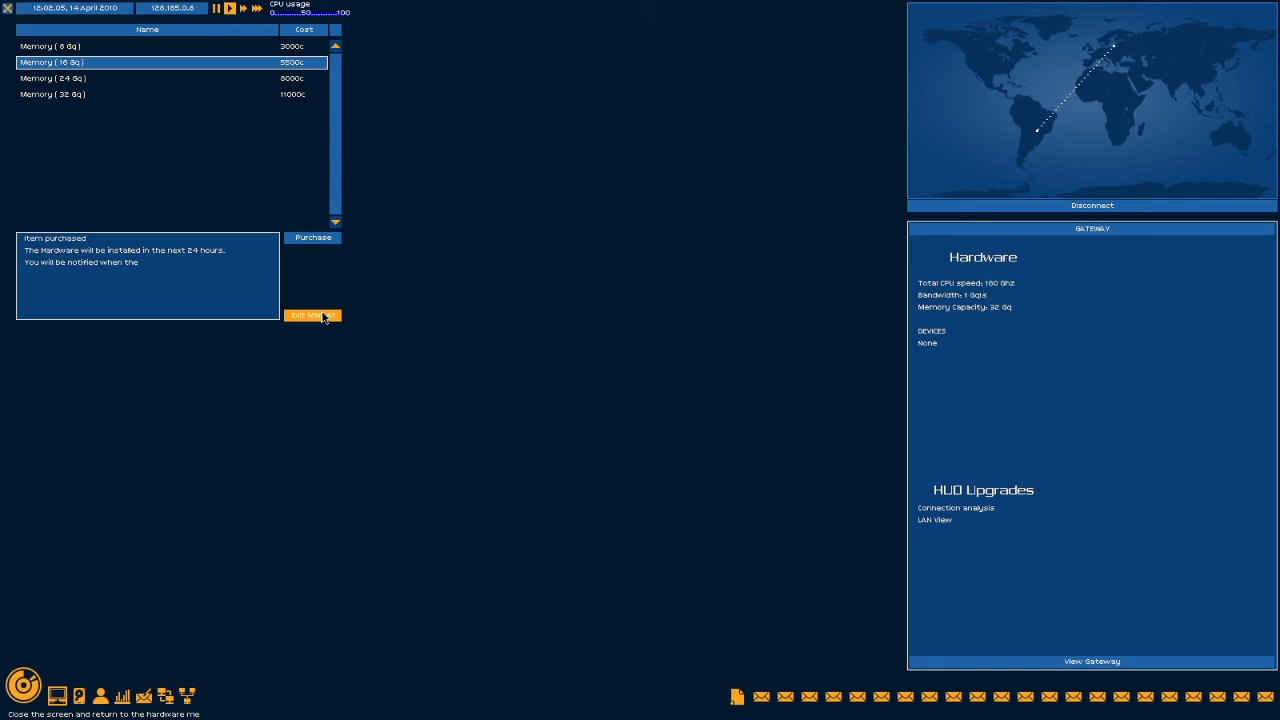 12:02.05, 14 April 2010
128.185.0.8
CPU usage
0..........50..........100
Name
Cost
Memory ( 8 Gq )
3000c
Memory ( 16 Gq )
5500c
Memory ( 24 Gq )
8000c
Memory ( 32 Gq )
11000c
Item purchased
The Hardware will be installed in the next 24 hours.
You will be notified when the
Purchase
Exit Market
Disconnect
GATEWAY
Hardware
Total CPU speed: 180 Ghz
Bandwidth: 1 Gq/s
Memory Capacity: 32 Gq
DEVICES
None
HUD Upgrades
Connection analysis
LAN View
View Gateway
Close the screen and return to the hardware me